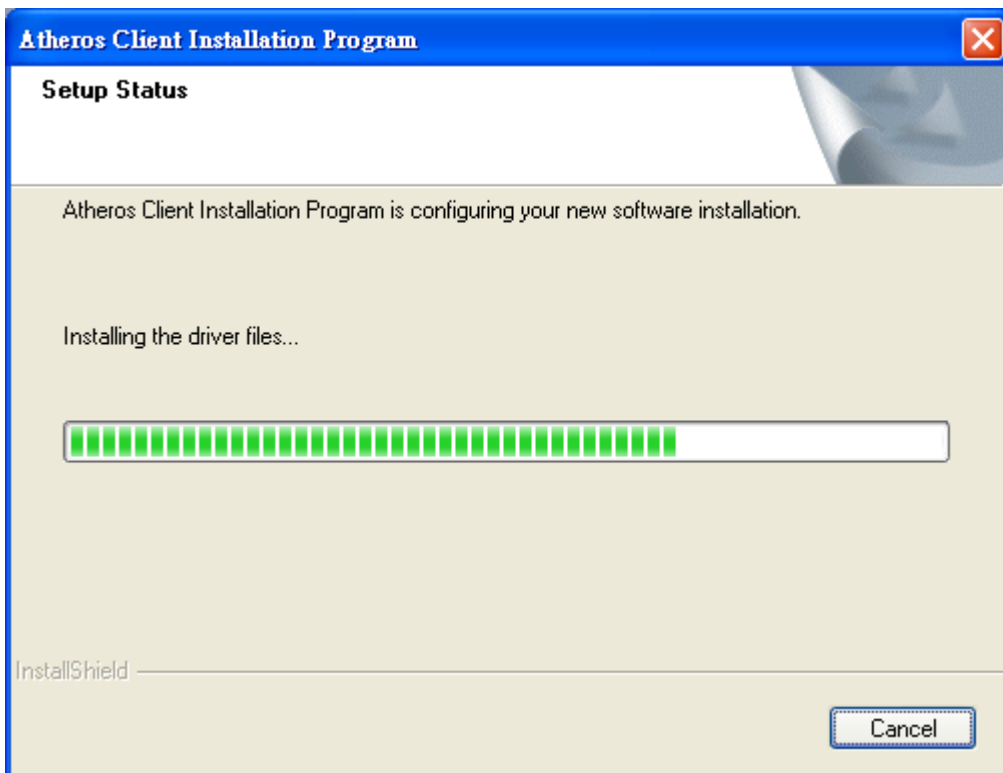 Atheros Client Installation Program
Setup Status
Atheros Client Installation Program is configuring your new software installation.
Installing the driver files...
InstallShield
Cancel